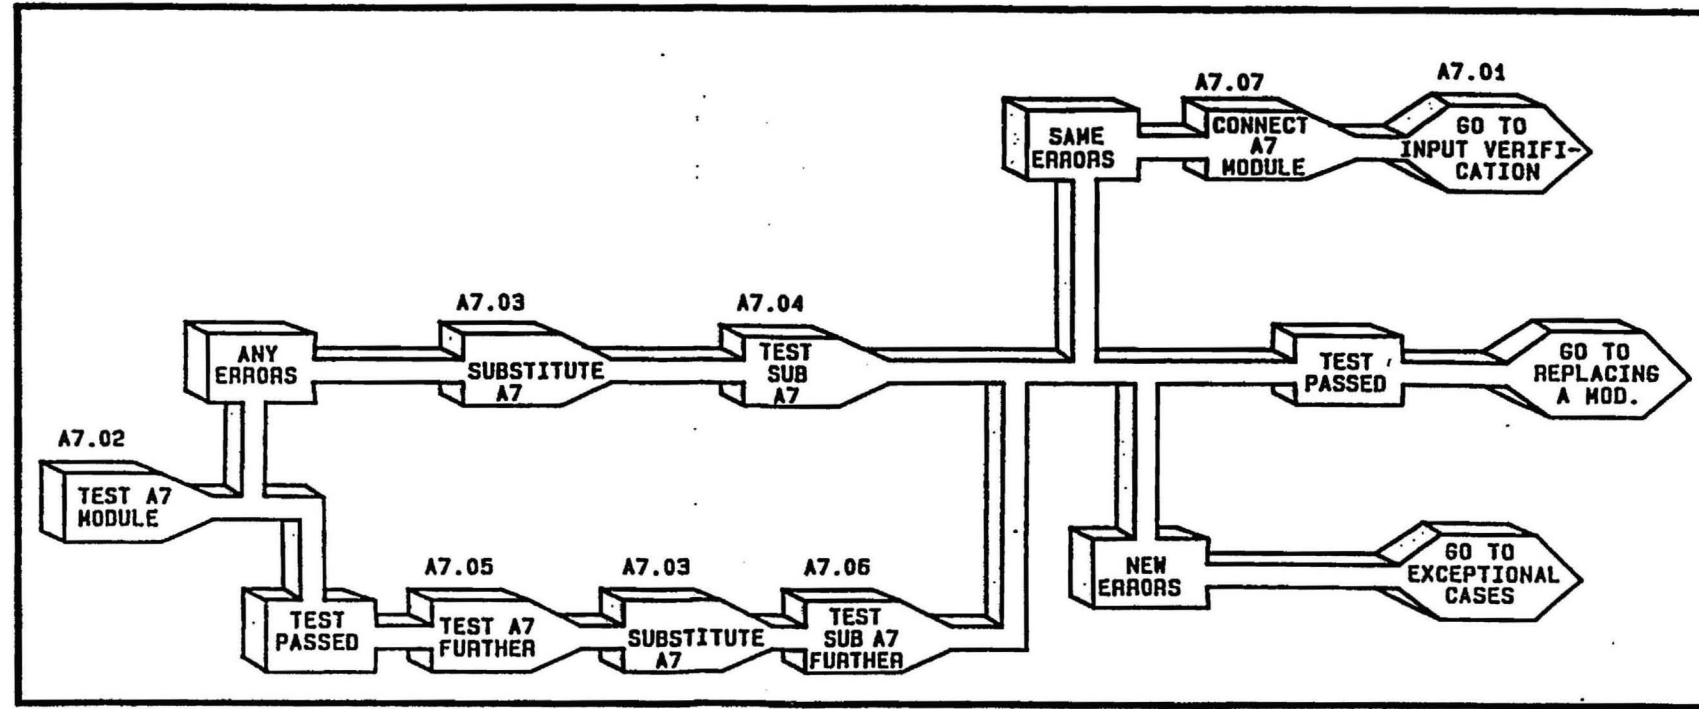 A7.01
A7.07
GO TO
INPUT VERIFI-
CATION
CONNECT
A7
MODULE
SAME
ERRORS
A7.03
A7.04
ANY
ERRORS
SUBSTITUTE
A7
TEST
SUB
A7
TEST
PASSED
GO TO
REPLACING
A MOD.
A7.02
TEST A7
MODULE
NEW
ERRORS
GO TO
EXCEPTIONAL
CASES
A7.05
A7.03
A7.06
TEST
PASSED
TEST A7
FURTHER
SUBSTITUTE
A7
TEST
SUB A7
FURTHER